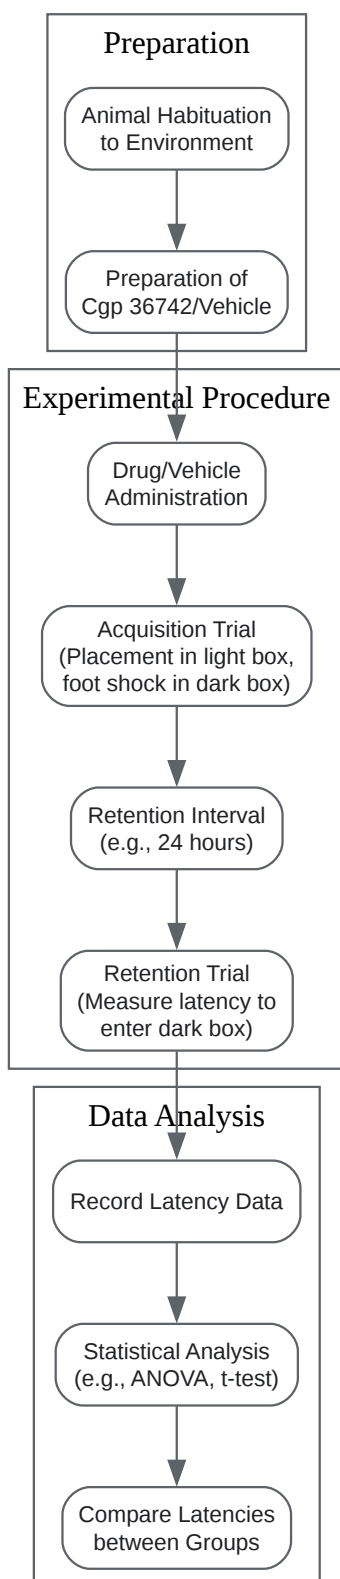 Preparation
Animal Habituation
to Environment
Preparation of
Cgp 36742/Vehicle
Experimental Procedure
Drug/Vehicle
Administration
Acquisition Trial
(Placement in light box,
foot shock in dark box)
Retention Interval
(e.g., 24 hours)
Retention Trial
(Measure latency to
enter dark box)
Data Analysis
Record Latency Data
Statistical Analysis
(e.g., ANOVA, t-test)
Compare Latencies
between Groups